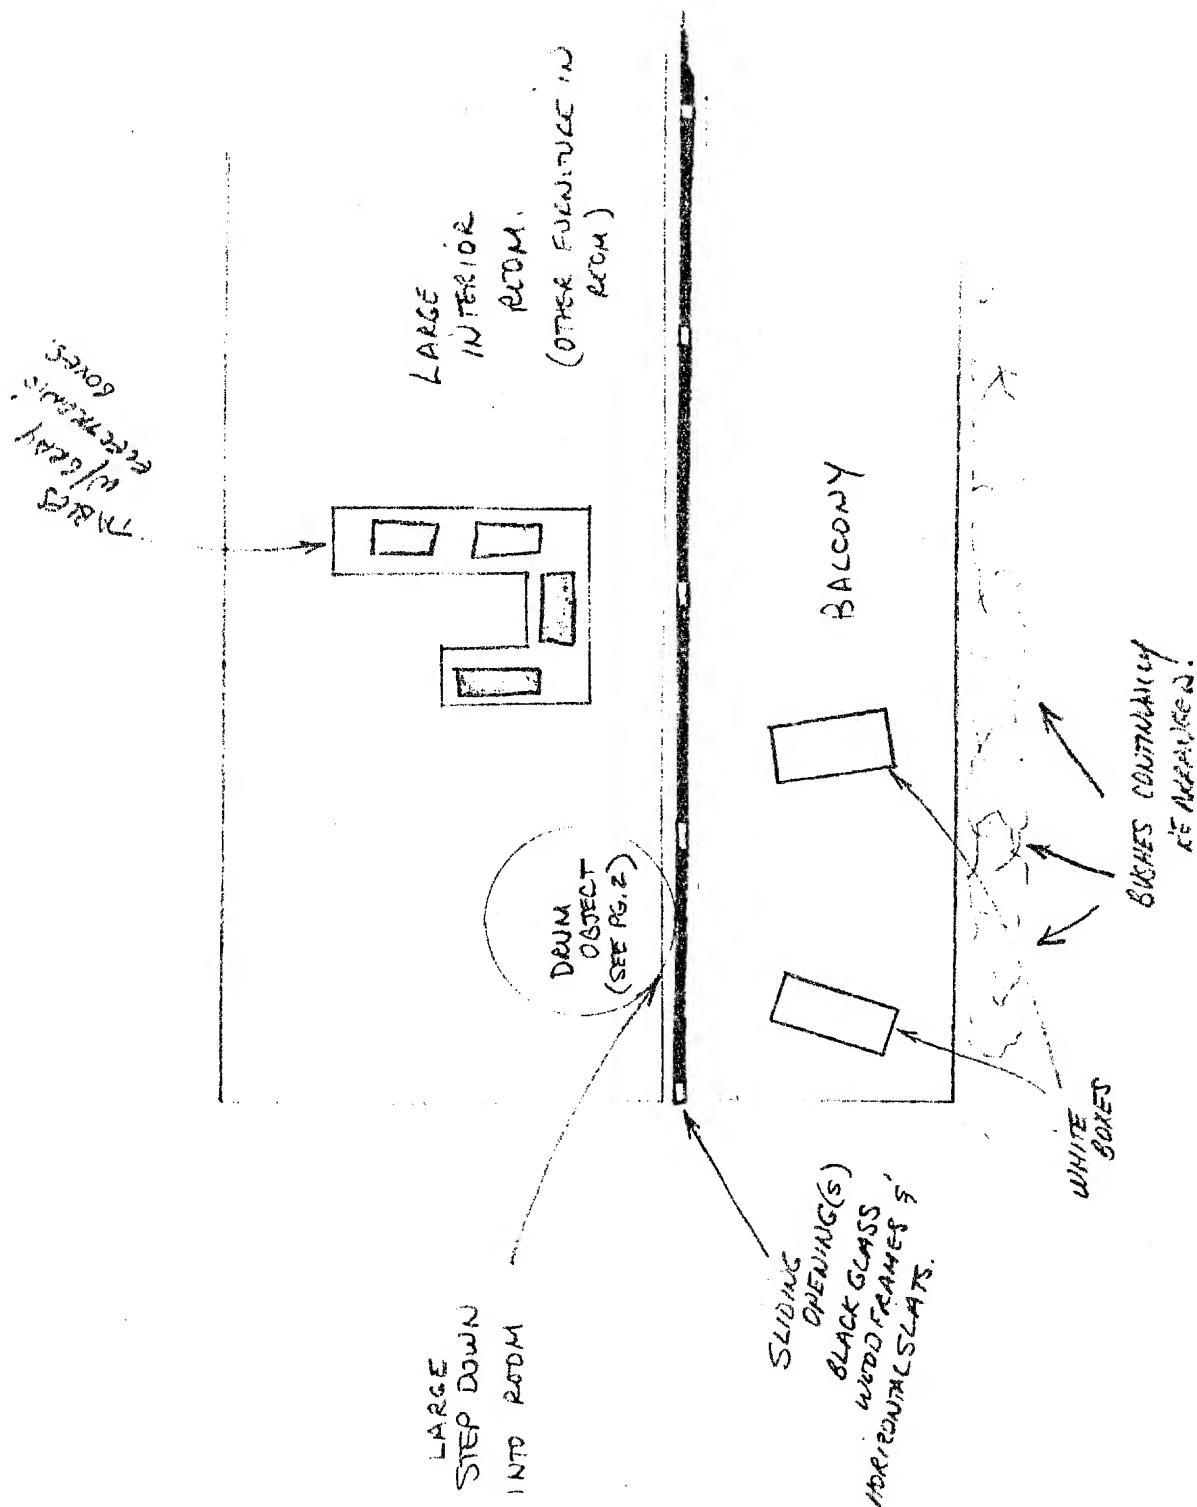 TABLES
W/GRAY
ELECTRONIC
BOXES.
LARGE
INTERIOR
ROOM.
(OTHER FURNITURE IN
ROOM)
DRUM
OBJECT
(SEE PG. 2)
BALCONY
LARGE
STEP DOWN
INTO ROOM
SLIDING
OPENING(S)
BLACK GLASS
WOOD FRAMES &
HORIZONTAL SLATS.
WHITE
BOXES
BUSHES CONTINUALLY
RE ARRANGED!